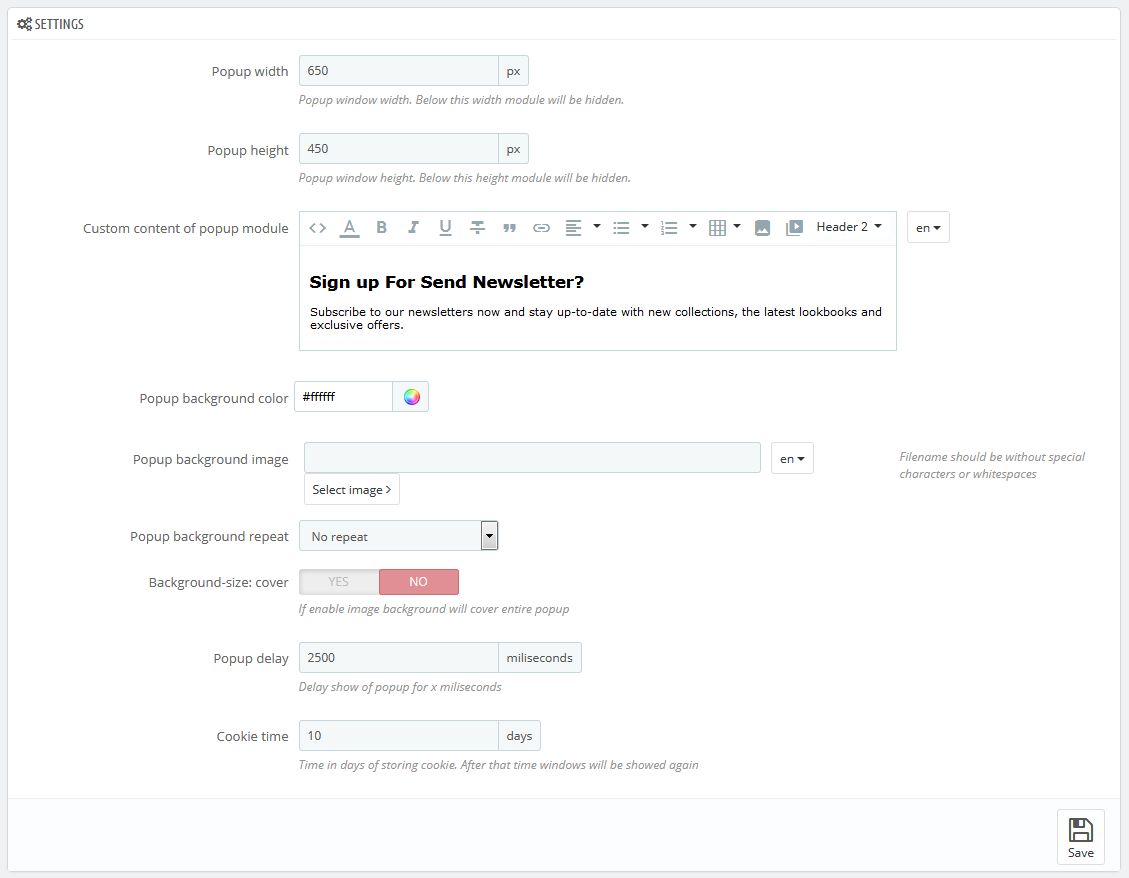 SETTINGS
Popup width 650 px
Popup window width. Below this width module will be hidden.
Popup height 450 px
Popup window height. Below this height module will be hidden.
Custom content of popup module <> A B I U Header 2 en
Sign up For Send Newsletter?
Subscribe to our newsletters now and stay up-to-date with new collections, the latest lookbooks and
exclusive offers.
Popup background color #ffffff
Popup background image en Filename should be without special
characters or whitespaces
Select image >
Popup background repeat No repeat
Background-size: cover YES NO
If enable image background will cover entire popup
Popup delay 2500 miliseconds
Delay show of popup for x miliseconds
Cookie time 10 days
Time in days of storing cookie. After that time windows will be showed again
Save